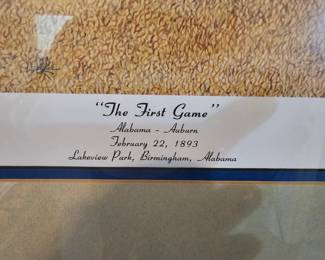 "The First Game"
Alabama - Auburn
February 22, 1893
Lakeview Park, Birmingham, Alabama